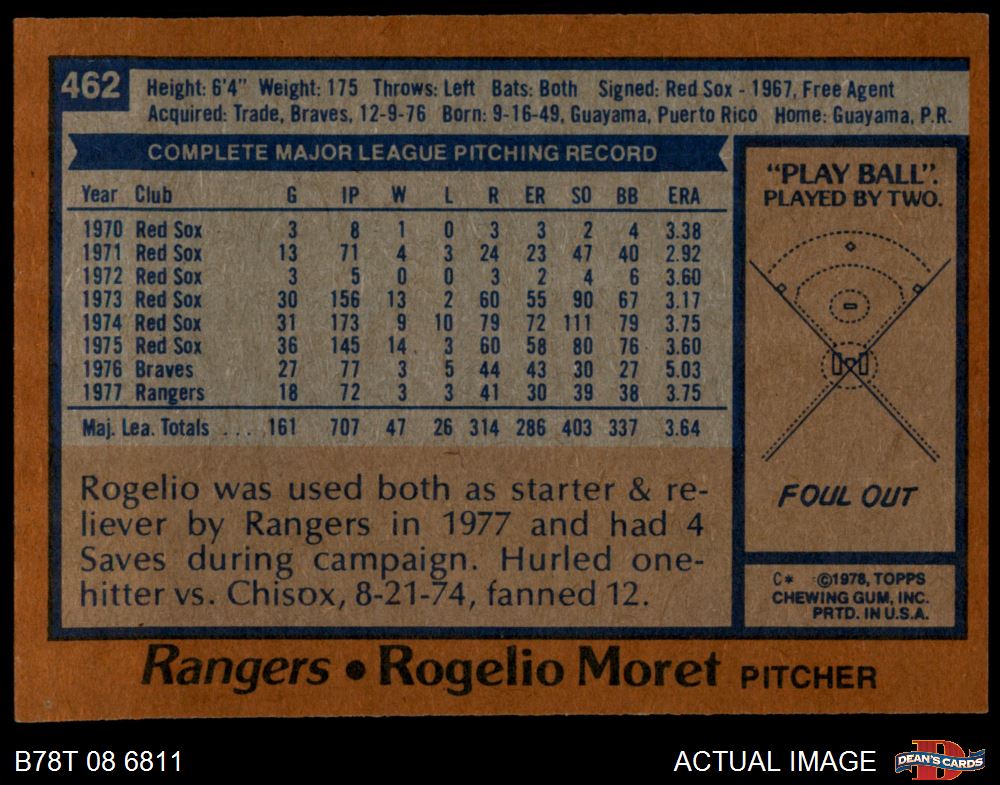 462
Height: 6'4" Weight: 175 Throws: Left Bats: Both Signed: Red Sox - 1967, Free Agent
Acquired: Trade, Braves, 12-9-76 Born: 9-16-49, Guayama, Puerto Rico Home: Guayama, P.R.
COMPLETE MAJOR LEAGUE PITCHING RECORD
Year Club G IP W L R ER SO BB ERA
1970 Red Sox 3 8 1 0 3 3 2 4 3.38
1971 Red Sox 13 71 4 3 24 23 47 40 2.92
1972 Red Sox 3 5 0 0 3 2 4 6 3.60
1973 Red Sox 30 156 13 2 60 55 90 67 3.17
1974 Red Sox 31 173 9 10 79 72 111 79 3.75
1975 Red Sox 36 145 14 3 60 58 80 76 3.60
1976 Braves 27 77 3 5 44 43 30 27 5.03
1977 Rangers 18 72 3 3 41 30 39 38 3.75
Maj. Lea. Totals .... 161 707 47 26 314 286 403 337 3.64
Rogelio was used both as starter & re-
liever by Rangers in 1977 and had 4
Saves during campaign. Hurled one-
hitter vs. Chisox, 8-21-74, fanned 12.
"PLAY BALL".
PLAYED BY TWO.
FOUL OUT
C* ©1978, TOPPS
CHEWING GUM, INC.
PRTD. IN U.S.A.
Rangers • Rogelio Moret PITCHER
B78T 08 6811
ACTUAL IMAGE
D
DEAN'S CARDS